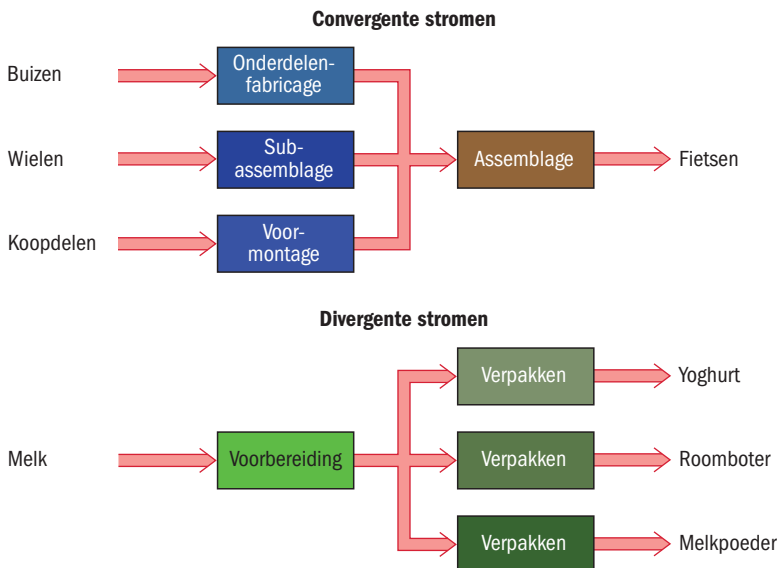 Convergente stromen
Buizen
Onderdelen-
fabricage
Wielen
Sub-
assemblage
Assemblage
Fietsen
Koopdelen
Voor-
montage
Divergente stromen
Verpakken
Yoghurt
Melk
Voorbereiding
Verpakken
Roomboter
Verpakken
Melkpoeder